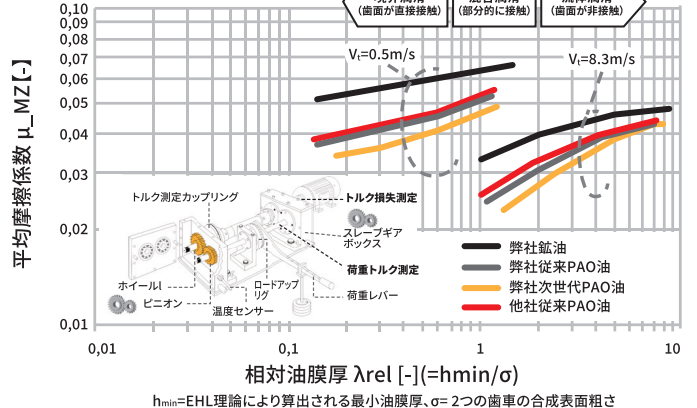 (歯面が直接接触)
(部分的に接触)
(歯面が非接触)
0,10
0,09
0,08
0,07
0,06
0,05
0,04
0,03
0,02
0,01
平均摩擦係数 μ_MZ【-】
Vt=0.5m/s
Vt=8.3m/s
トルク測定カップリング
トルク損失測定
スレーブギア
ボックス
荷重トルク測定
荷重レバー
ロードアップ
リグ
ホイールl
ピニオン
温度センサー
弊社鉱油
弊社従来PAO油
弊社次世代PAO油
他社従来PAO油
0,01
0,1
1
10
相対油膜厚 λrel [-](=hmin/σ)
hmin=EHL理論により算出される最小油膜厚、σ= 2つの歯車の合成表面粗さ